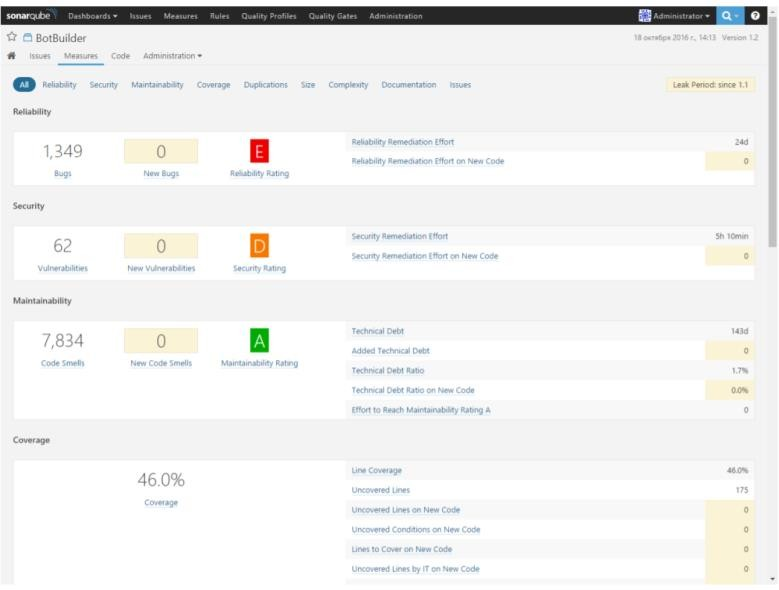 sonarqube Dashboards Issues Measures Rules Quality Profiles Quality Gates Administration Administrator ?
BotBuilder 18 октября 2016 г., 14:13 Version 1.2
Issues Measures Code Administration
All Reliability Security Maintainability Coverage Duplications Size Complexity Documentation Issues Leak Period: since 1.1
Reliability
1,349 0 E
Bugs New Bugs Reliability Rating
Reliability Remediation Effort 24d
Reliability Remediation Effort on New Code 0
Security
62 0 D
Vulnerabilities New Vulnerabilities Security Rating
Security Remediation Effort 5h 10min
Security Remediation Effort on New Code 0
Maintainability
7,834 0 A
Code Smells New Code Smells Maintainability Rating
Technical Debt 143d
Added Technical Debt 0
Technical Debt Ratio 1.7%
Technical Debt Ratio on New Code 0.0%
Effort to Reach Maintainability Rating A 0
Coverage
46.0%
Coverage
Line Coverage 46.0%
Uncovered Lines 175
Uncovered Lines on New Code 0
Uncovered Conditions on New Code 0
Lines to Cover on New Code 0
Uncovered Lines by IT on New Code 0